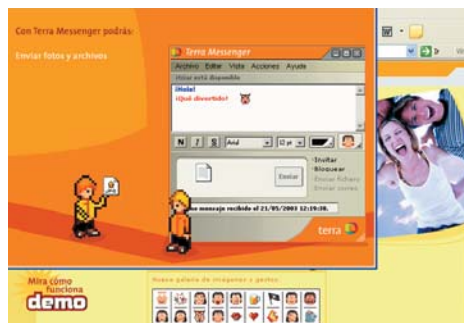 Con Terra Messenger podrás:
Enviar fotos y archivos
Terra Messenger
Archivo Editar Vista Acciones Ayuda
está disponible
¡Hola!
¡Qué divertido!
N I S Arial 12 pt
Enviar
Invitar
Bloquear
Enviar fichero
Enviar correo
mensaje recibido el 21/05/2003 12:19:38.
terra
Mira cómo
funciona
demo
Nueva galería de imágenes y gestos.